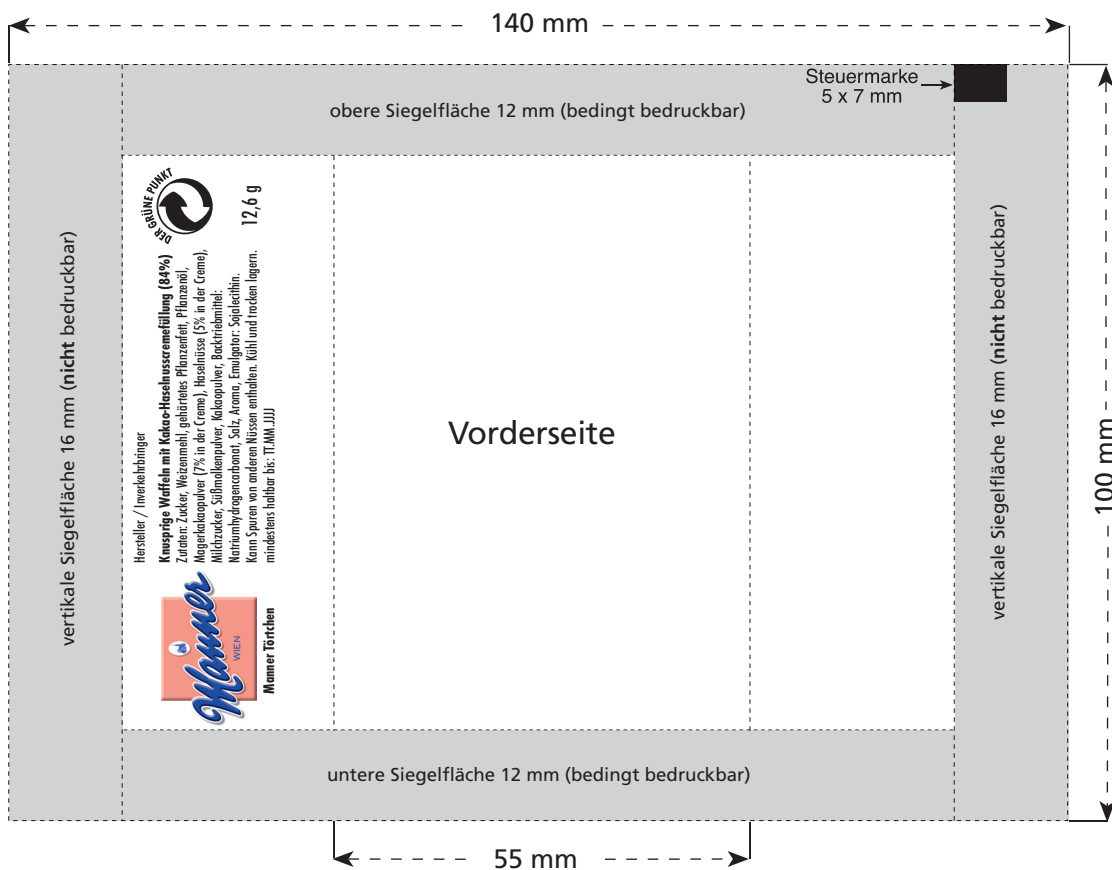 140 mm
Steuermarke
5 x 7 mm
obere Siegelfläche 12 mm (bedingt bedruckbar)
vertikale Siegelfläche 16 mm (nicht bedruckbar)
DER GRÜNE PUNKT
12,6 g
Hersteller / Inverkehrbringer
Knusprige Waffeln mit Kakao-Haselnusscremefüllung (84%)
Zutaten: Zucker, Weizenmehl, gehärtetes Pflanzenfett, Pflanzenöl,
Magerkakaopulver (7% in der Creme), Haselnüsse (5% in der Creme),
Milchzucker, Süßmolkenpulver, Kakaopulver, Backtriebmittel:
Natriumhydrogencarbonat, Salz, Aroma, Emulgator: Sojalecithin.
Kann Spuren von anderen Nüssen enthalten. Kühl und trocken lagern.
mindestens haltbar bis: TT.MM.JJJJ
Manner
WIEN
Manner Törtchen
Vorderseite
vertikale Siegelfläche 16 mm (nicht bedruckbar)
100 mm
untere Siegelfläche 12 mm (bedingt bedruckbar)
55 mm